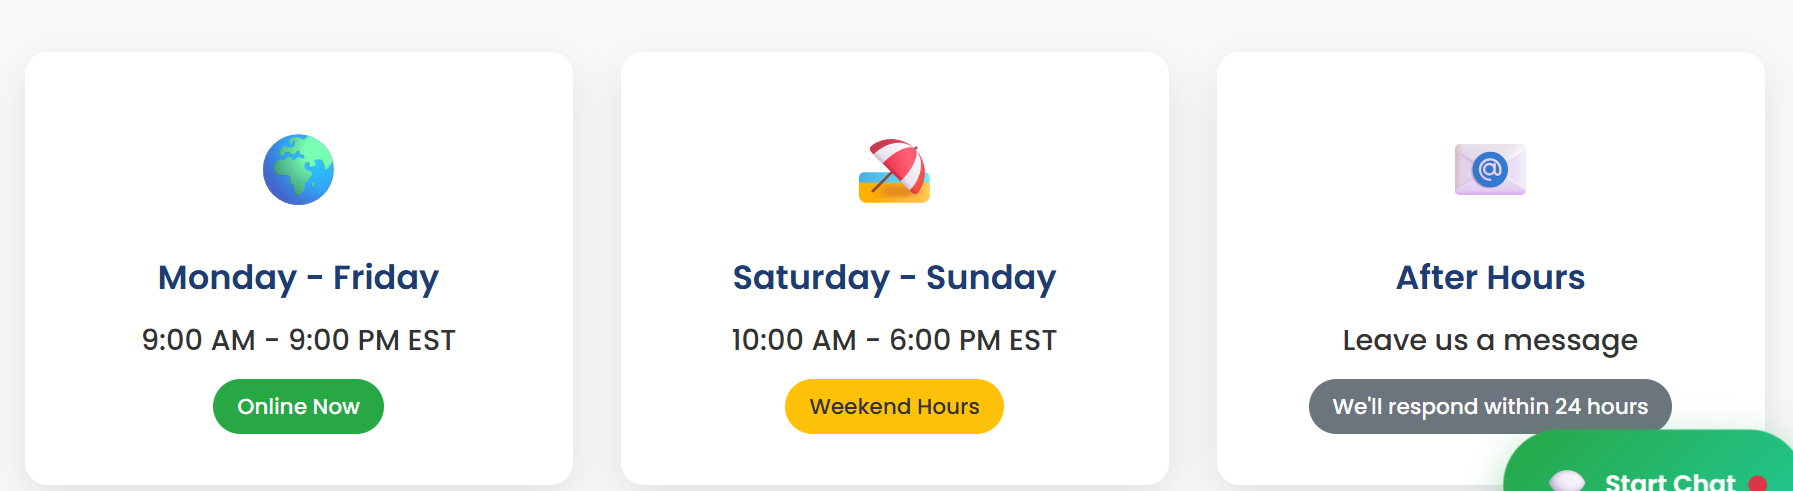 Monday - Friday
9:00 AM - 9:00 PM EST
Online Now
Saturday - Sunday
10:00 AM - 6:00 PM EST
Weekend Hours
After Hours
Leave us a message
We'll respond within 24 hours
Start Chat